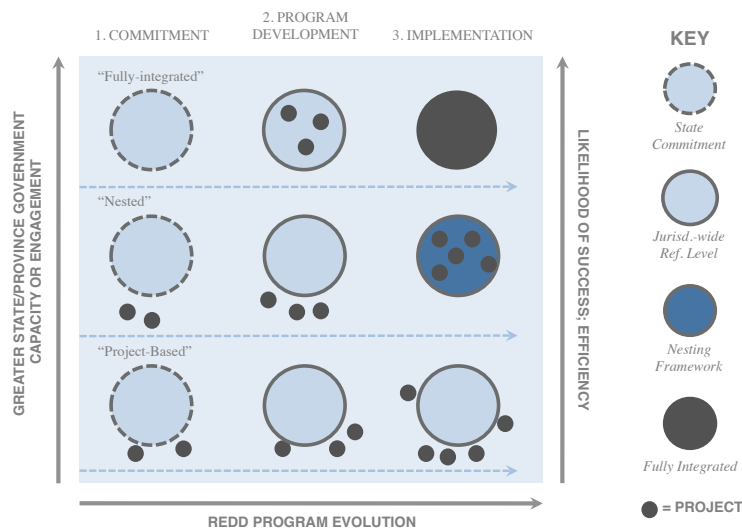 1. COMMITMENT
2. PROGRAM
DEVELOPMENT
3. IMPLEMENTATION
"Fully-integrated"
"Nested"
"Project-Based"
GREATER STATE/PROVINCE GOVERNMENT
CAPACITY OR ENGAGEMENT
LIKELIHOOD OF SUCCESS; EFFICIENCY
REDD PROGRAM EVOLUTION
KEY
State
Commitment
Jurisd.-wide
Ref. Level
Nesting
Framework
Fully Integrated
= PROJECT